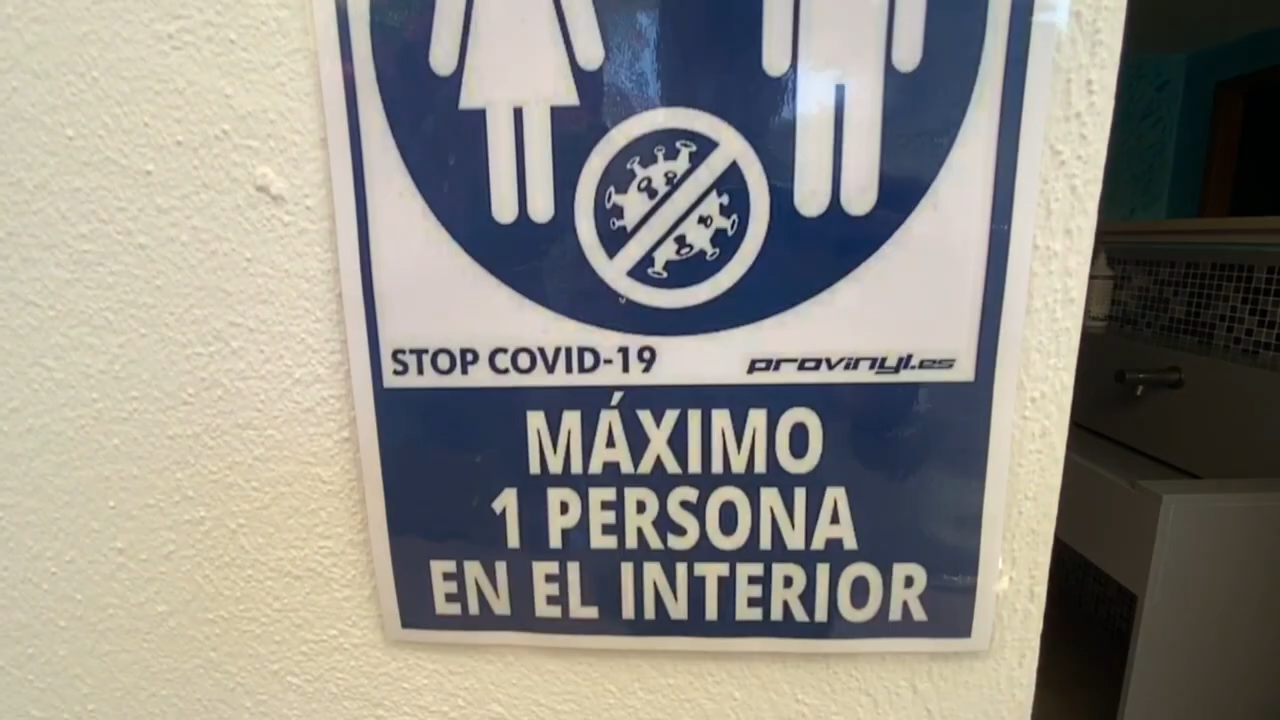 STOP COVID-19
provinyl.es
MÁXIMO
1 PERSONA
EN EL INTERIOR